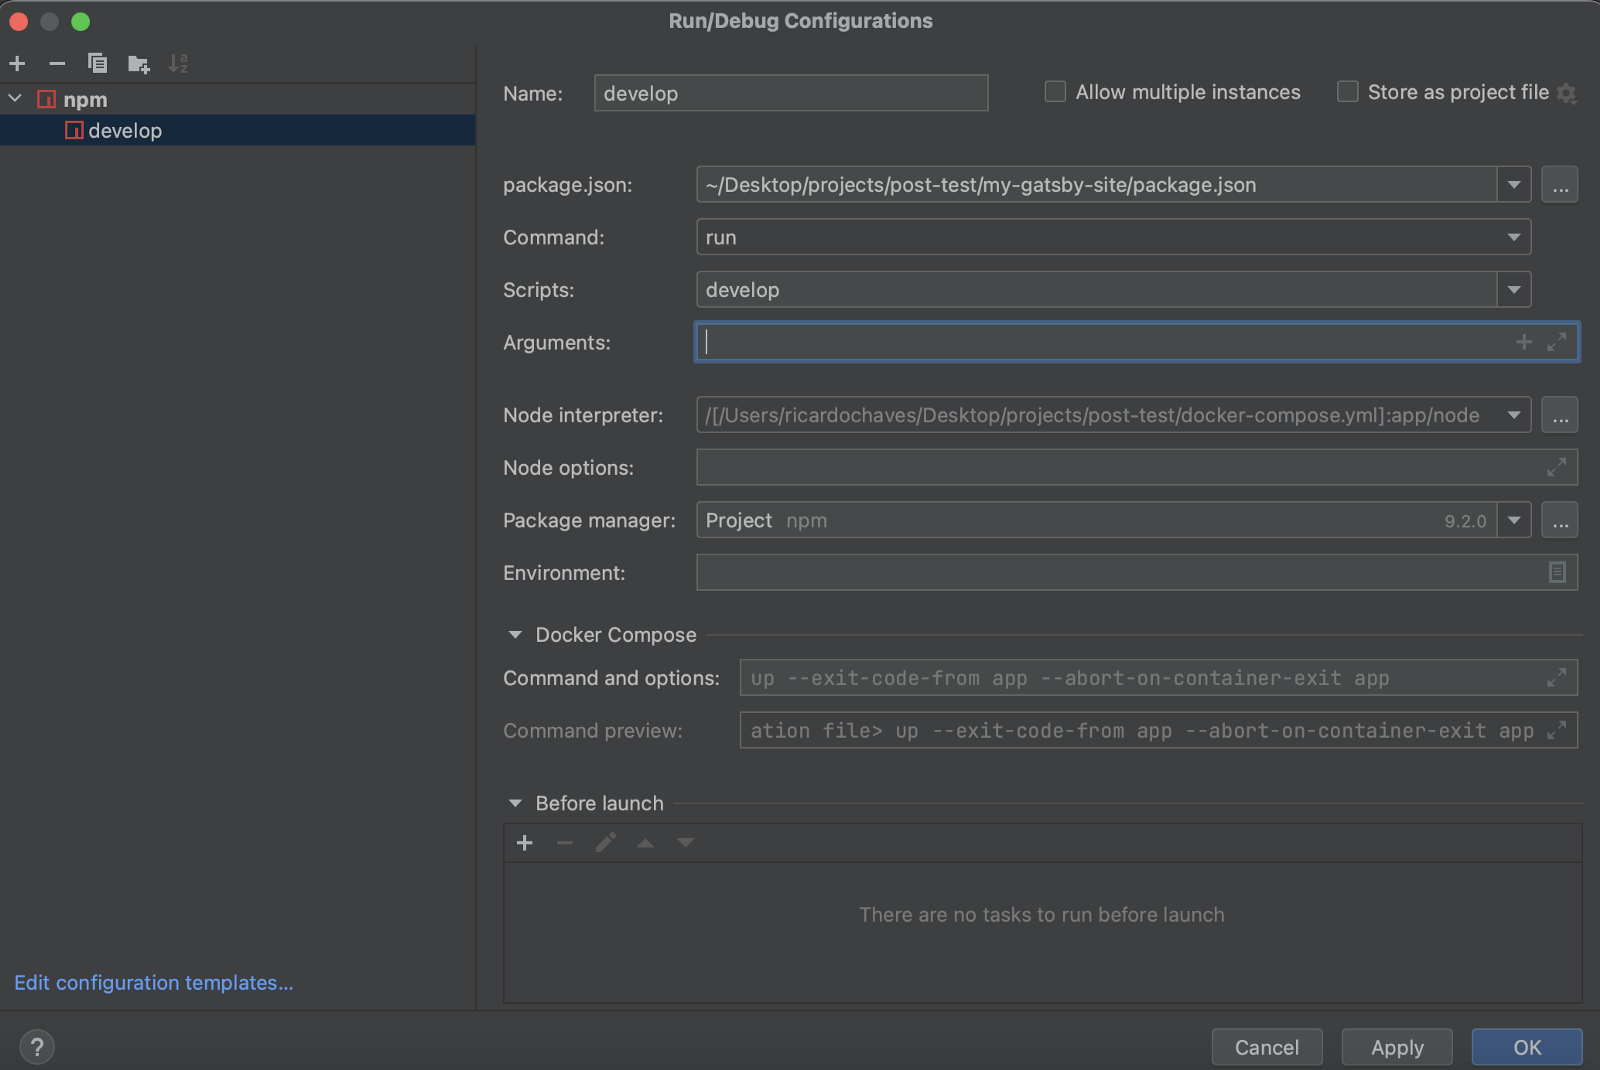 Run/Debug Configurations
npm
develop
Edit configuration templates...
?
Name: develop
Allow multiple instances
Store as project file
package.json: ~/Desktop/projects/post-test/my-gatsby-site/package.json ...
Command: run
Scripts: develop
Arguments:
Node interpreter: /[/Users/ricardochaves/Desktop/projects/post-test/docker-compose.yml]:app/node ...
Node options:
Package manager: Project npm 9.2.0 ...
Environment:
Docker Compose
Command and options: up --exit-code-from app --abort-on-container-exit app
Command preview: ation file> up --exit-code-from app --abort-on-container-exit app
Before launch
There are no tasks to run before launch
Cancel Apply OK